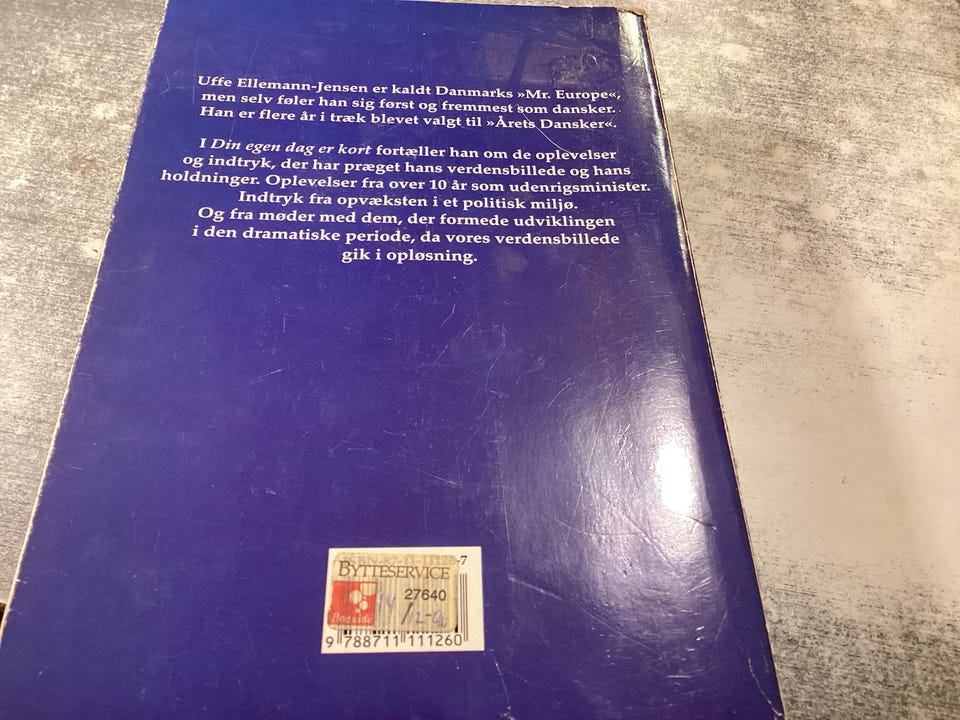 Uffe Ellemann-Jensen er kaldt Danmarks »Mr. Europe«,
men selv føler han sig først og fremmest som dansker.
Han er flere år i træk blevet valgt til »Årets Dansker«.
I Din egen dag er kort fortæller han om de oplevelser
og indtryk, der har præget hans verdensbillede og hans
holdninger. Oplevelser fra over 10 år som udenrigsminister.
Indtryk fra opvæksten i et politisk miljø.
Og fra møder med dem, der formede udviklingen
i den dramatiske periode, da vores verdensbillede
gik i opløsning.
-7
BYTTESERVICE
27640
Bogside
9 788711 111260